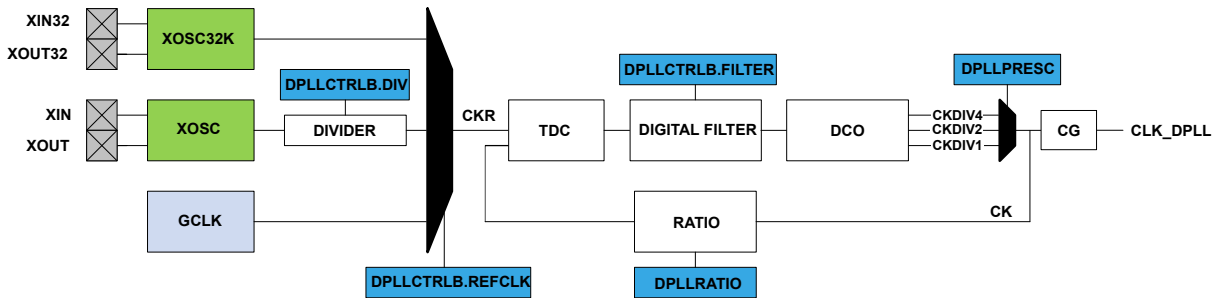 XIN32
XOUT32
XOSC32K
DPLLCTRLB.DIV
DPLLCTRLB.FILTER
DPLLPRESC
XIN
XOUT
XOSC
DIVIDER
CKR
TDC
DIGITAL FILTER
DCO
CKDIV4
CKDIV2
CKDIV1
CG
CLK_DPLL
GCLK
RATIO
CK
DPLLCTRLB.REFCLK
DPLLRATIO